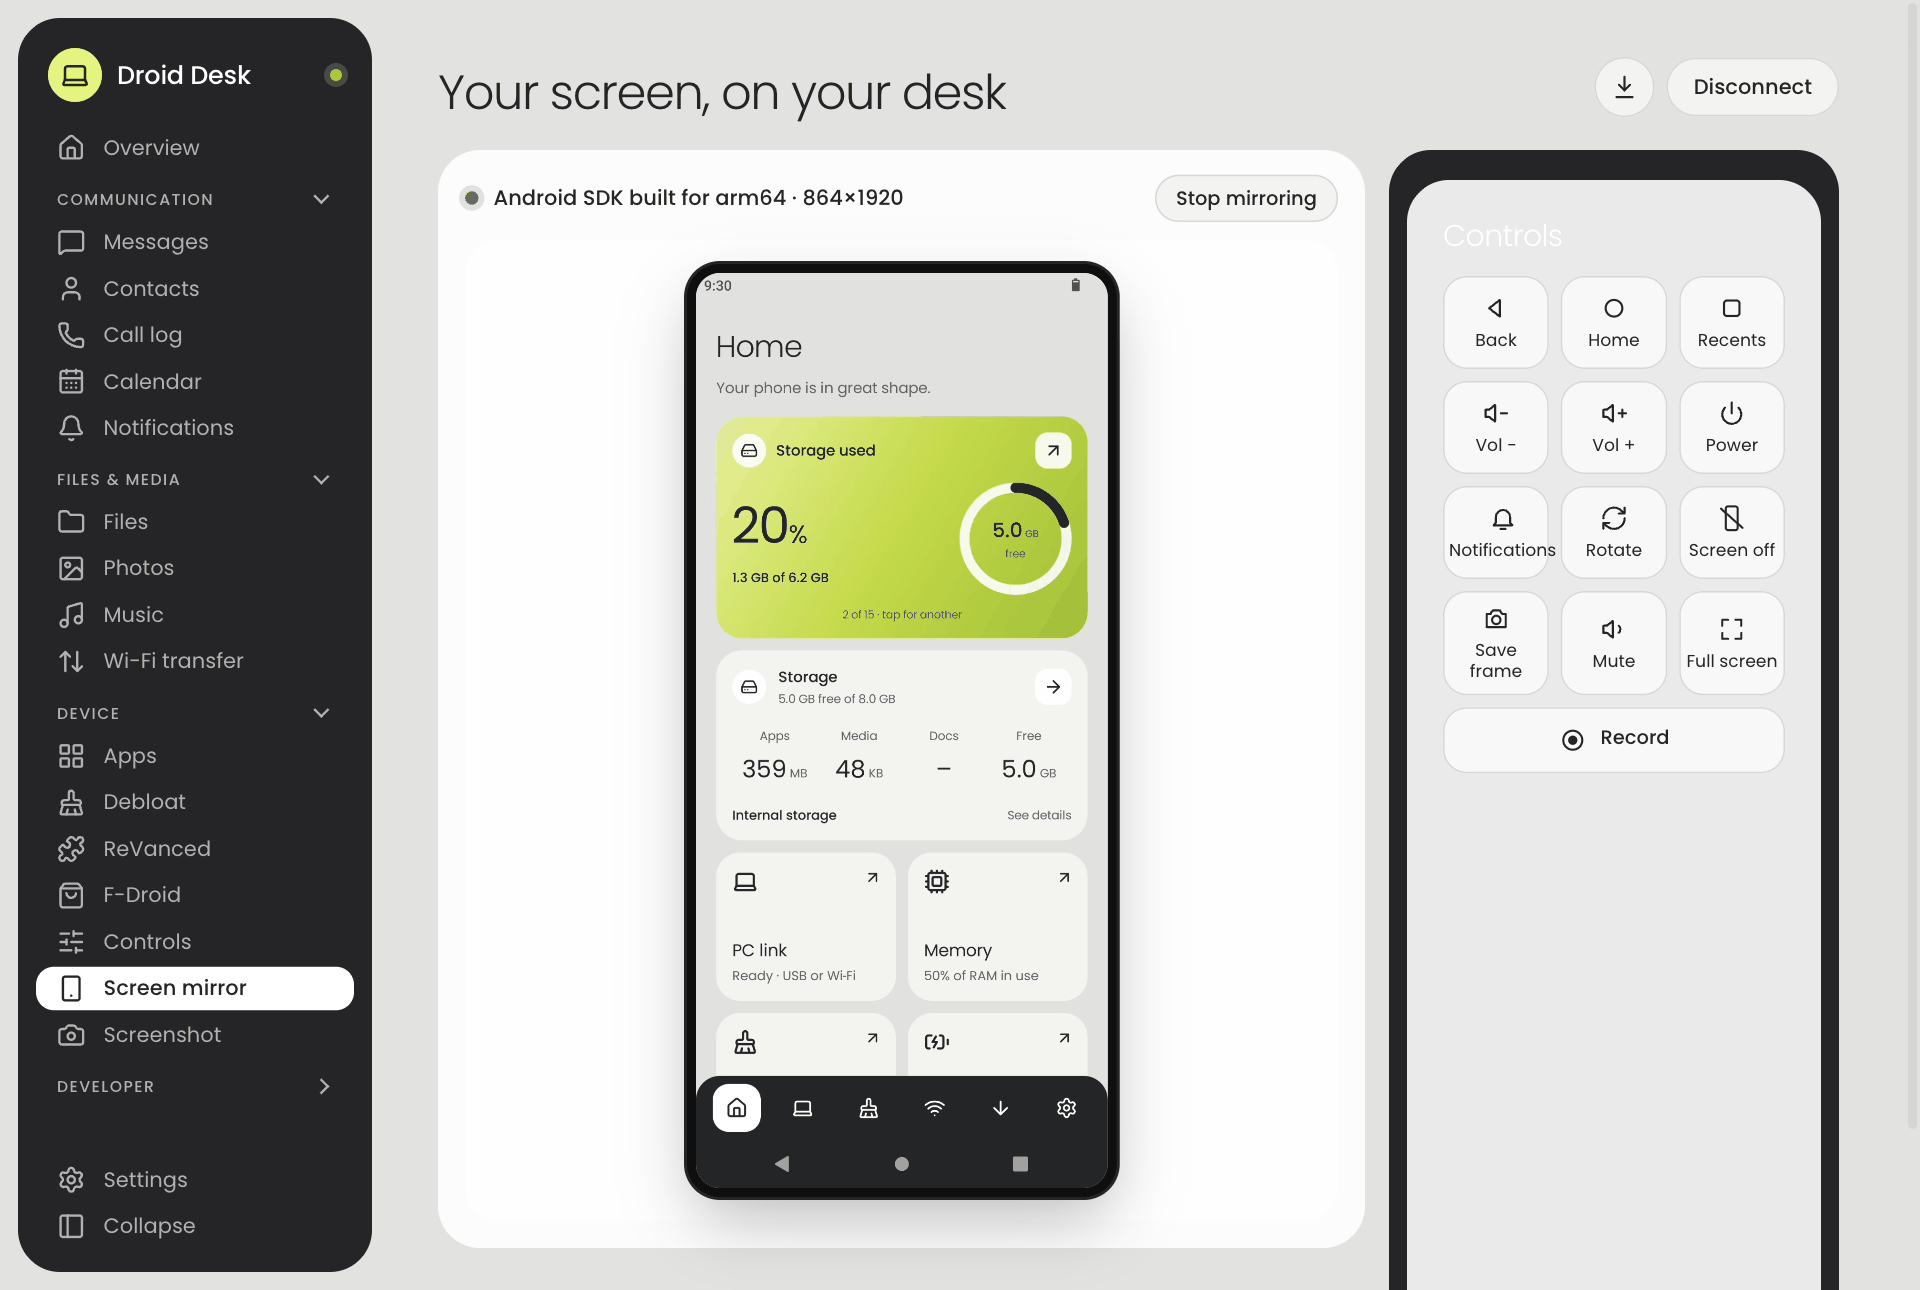 Droid Desk
Overview
COMMUNICATION
Messages
Contacts
Call log
Calendar
Notifications
FILES & MEDIA
Files
Photos
Music
Wi-Fi transfer
DEVICE
Apps
Debloat
ReVanced
F-Droid
Controls
Screen mirror
Screenshot
DEVELOPER
Settings
Collapse
Your screen, on your desk
Disconnect
Android SDK built for arm64 · 864×1920
Stop mirroring
9:30
Home
Your phone is in great shape.
Storage used
20%
5.0 GB
free
1.3 GB of 6.2 GB
2 of 15 · tap for another
Storage
5.0 GB free of 8.0 GB
Apps Media Docs Free
359 MB 48 KB – 5.0 GB
Internal storage See details
PC link
Ready · USB or Wi-Fi
Memory
50% of RAM in use
Controls
Back Home Recents
Vol - Vol + Power
Notifications Rotate Screen off
Save frame Mute Full screen
Record